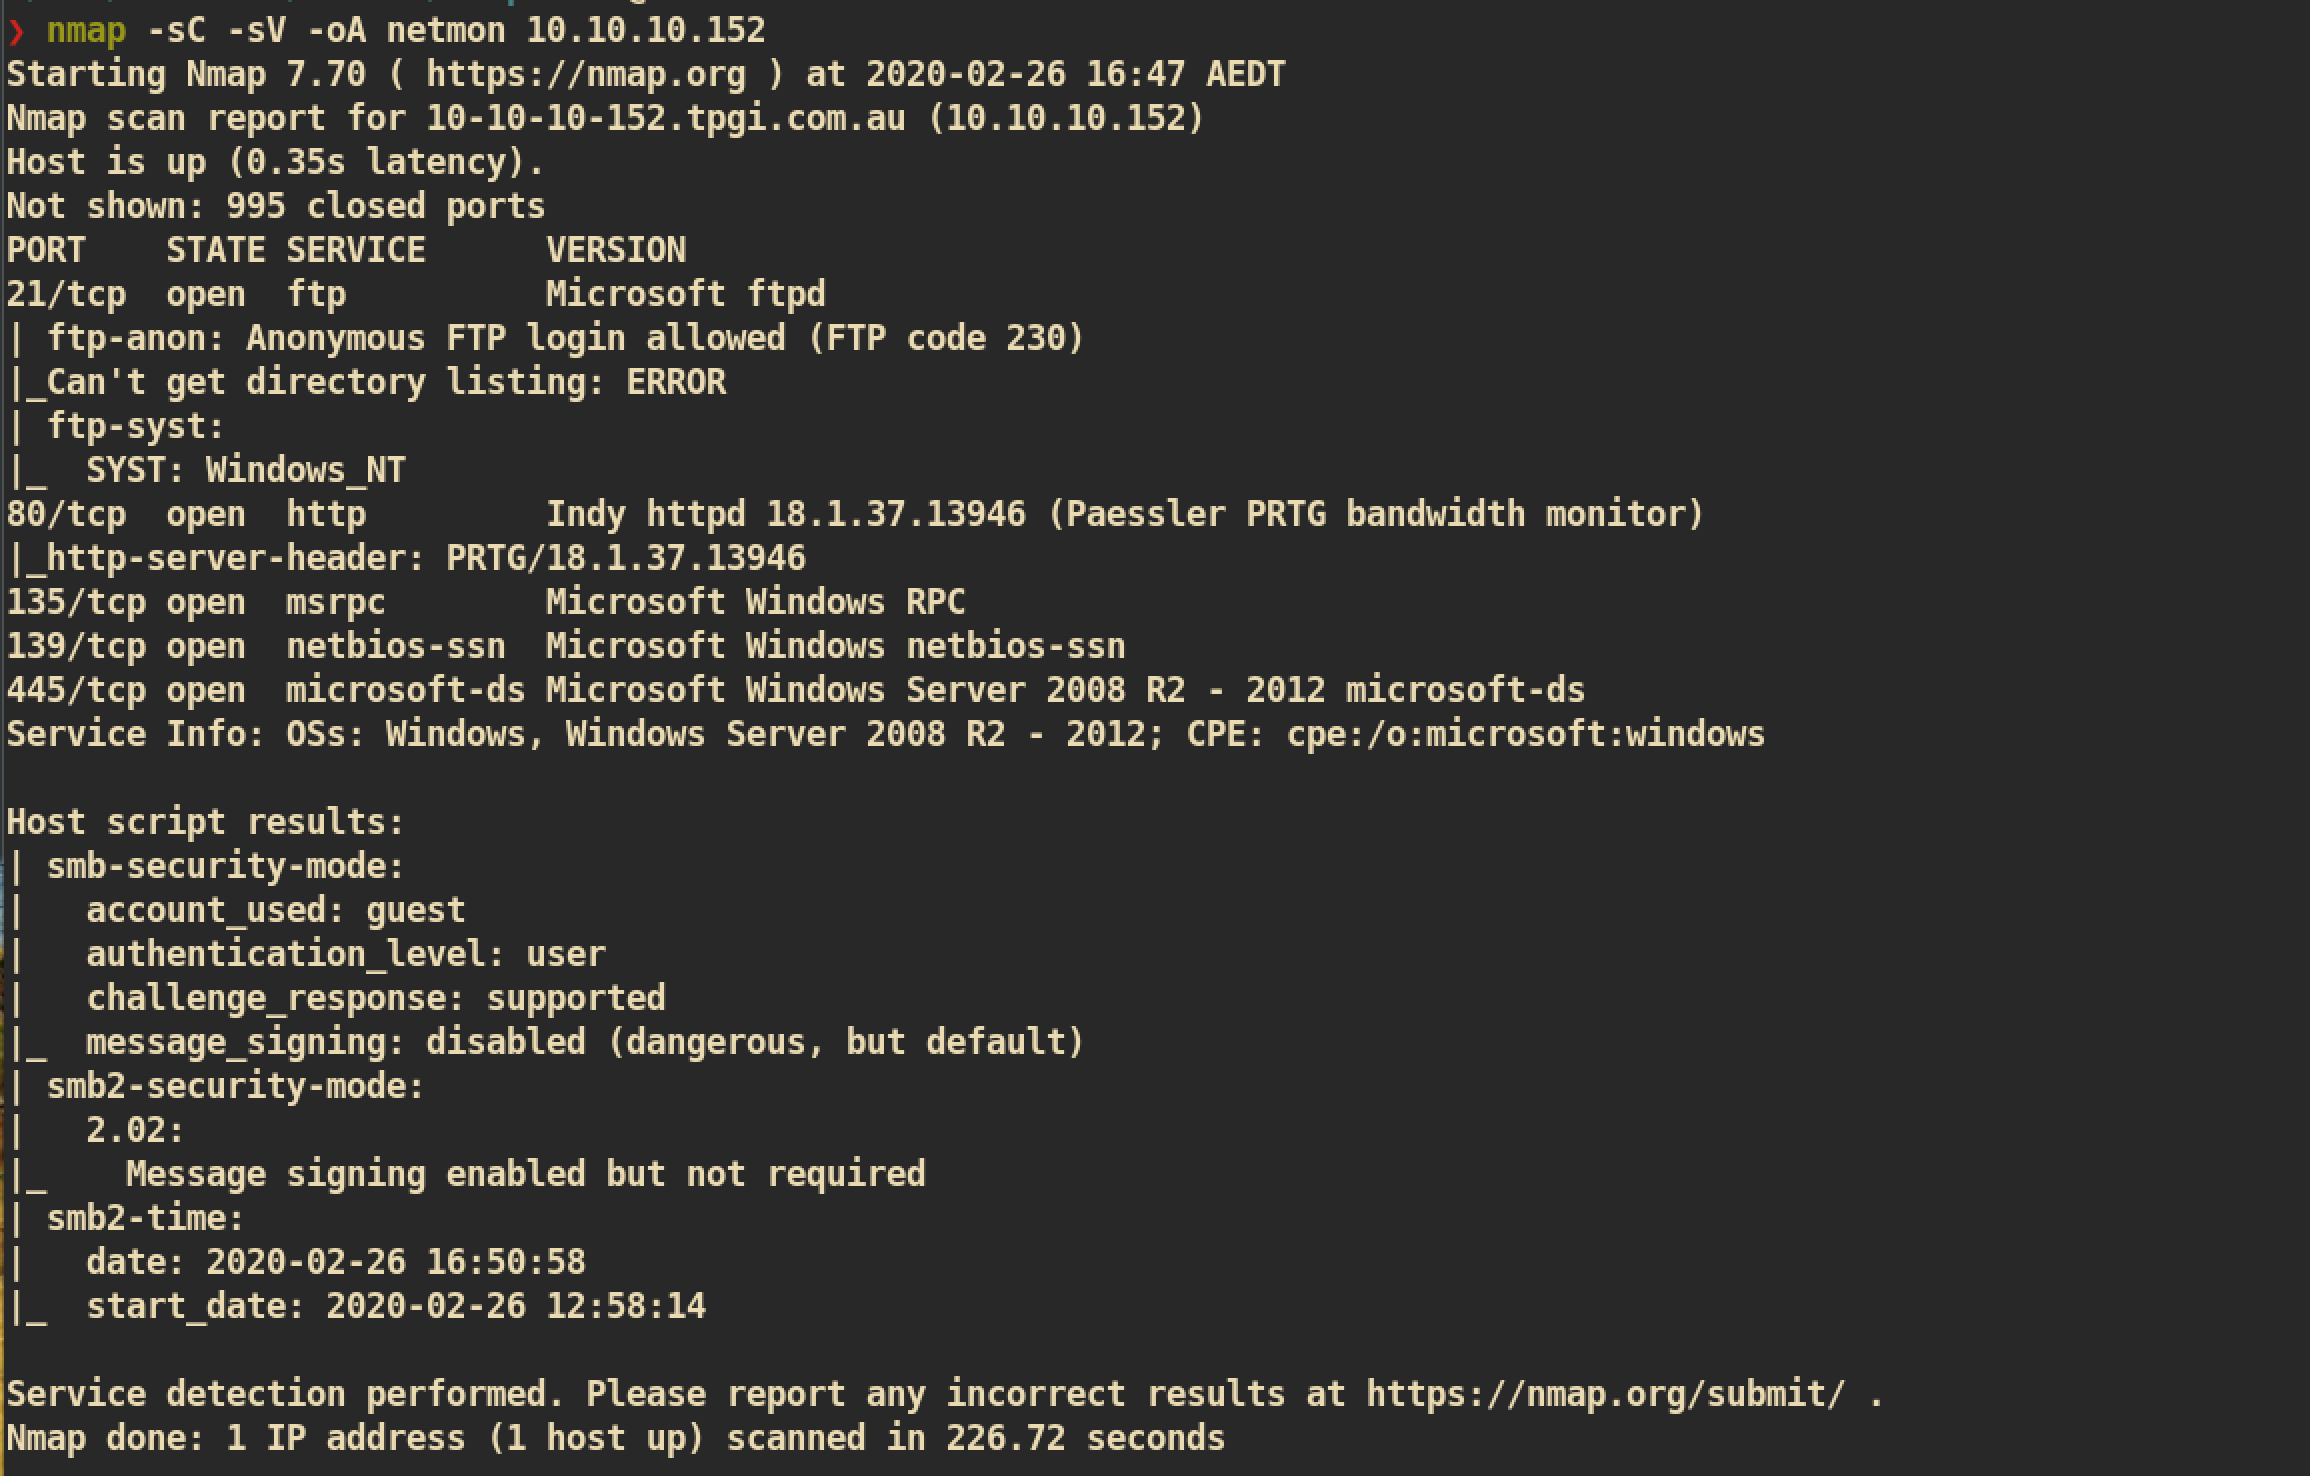 ❯ nmap -sC -sV -oA netmon 10.10.10.152
Starting Nmap 7.70 ( https://nmap.org ) at 2020-02-26 16:47 AEDT
Nmap scan report for 10-10-10-152.tpgi.com.au (10.10.10.152)
Host is up (0.35s latency).
Not shown: 995 closed ports
PORT    STATE SERVICE      VERSION
21/tcp  open  ftp          Microsoft ftpd
| ftp-anon: Anonymous FTP login allowed (FTP code 230)
|_Can't get directory listing: ERROR
| ftp-syst:
|_  SYST: Windows_NT
80/tcp  open  http         Indy httpd 18.1.37.13946 (Paessler PRTG bandwidth monitor)
|_http-server-header: PRTG/18.1.37.13946
135/tcp open  msrpc        Microsoft Windows RPC
139/tcp open  netbios-ssn  Microsoft Windows netbios-ssn
445/tcp open  microsoft-ds Microsoft Windows Server 2008 R2 - 2012 microsoft-ds
Service Info: OSs: Windows, Windows Server 2008 R2 - 2012; CPE: cpe:/o:microsoft:windows

Host script results:
| smb-security-mode:
|   account_used: guest
|   authentication_level: user
|   challenge_response: supported
|_  message_signing: disabled (dangerous, but default)
| smb2-security-mode:
|   2.02:
|_    Message signing enabled but not required
| smb2-time:
|   date: 2020-02-26 16:50:58
|_  start_date: 2020-02-26 12:58:14

Service detection performed. Please report any incorrect results at https://nmap.org/submit/ .
Nmap done: 1 IP address (1 host up) scanned in 226.72 seconds